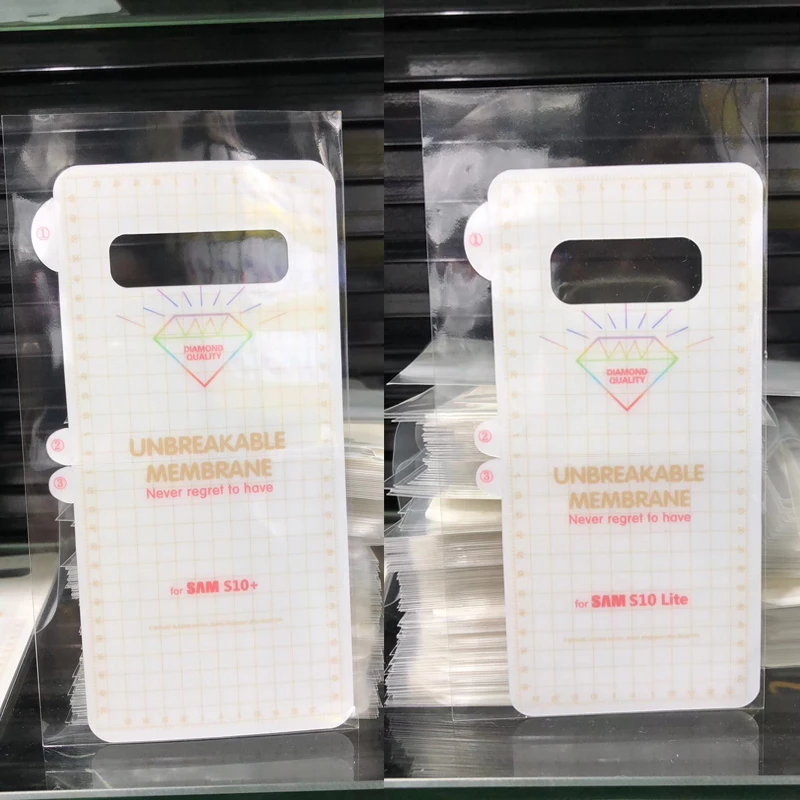 ①
DIAMOND
QUALITY
②
UNBREAKABLE
MEMBRANE
③
Never regret to have
for SAM S10+
①
DIAMOND
QUALITY
②
UNBREAKABLE
MEMBRANE
③
Never regret to have
for SAM S10 Lite